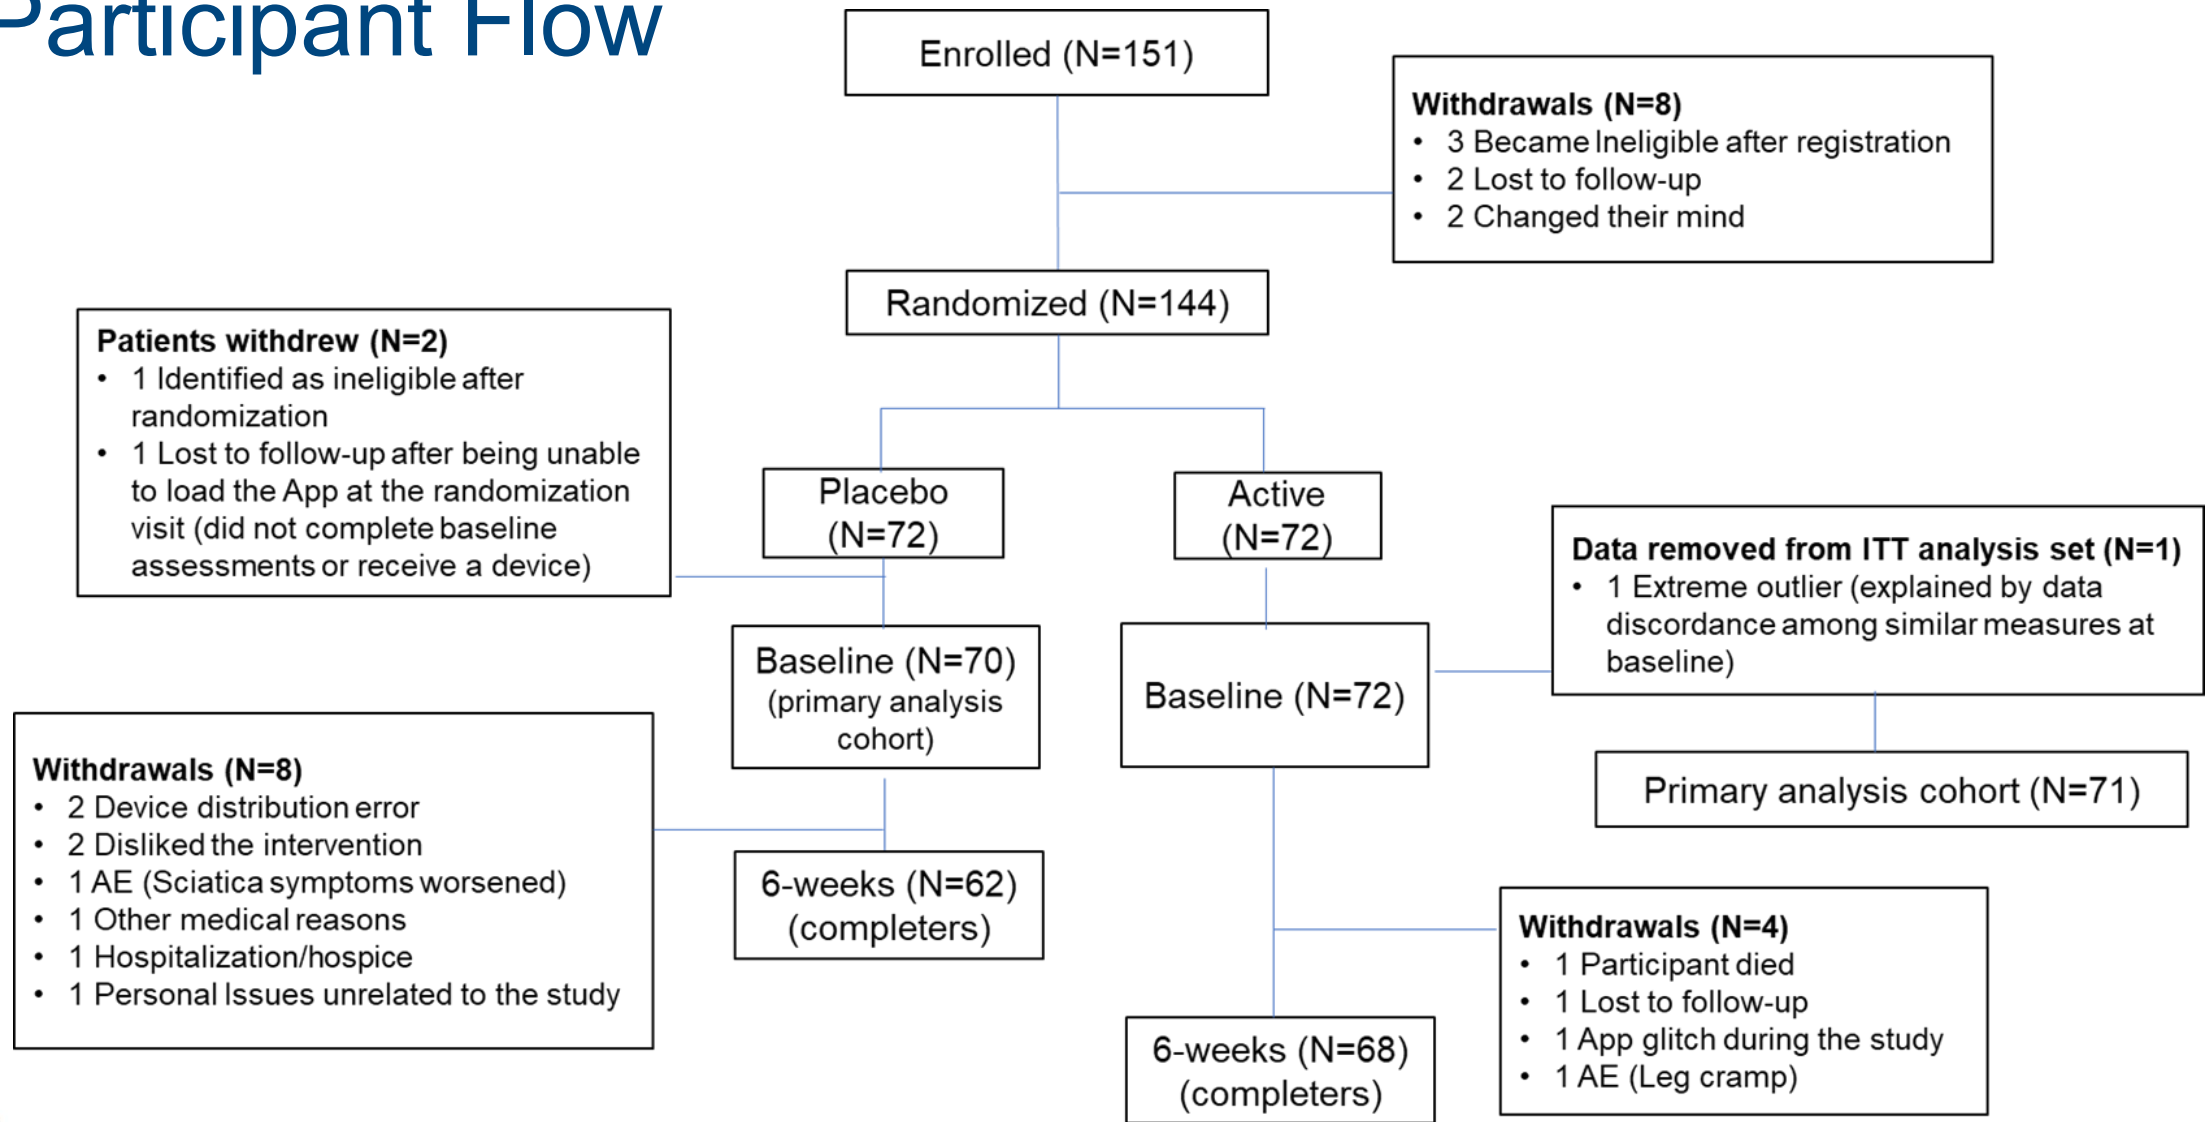 Participant Flow
Enrolled (N=151)
Withdrawals (N=8)
• 3 Became Ineligible after registration
• 2 Lost to follow-up
• 2 Changed their mind
Randomized (N=144)
Patients withdrew (N=2)
• 1 Identified as ineligible after
randomization
• 1 Lost to follow-up after being unable
to load the App at the randomization
visit (did not complete baseline
assessments or receive a device)
Placebo
(N=72)
Active
(N=72)
Data removed from ITT analysis set (N=1)
• 1 Extreme outlier (explained by data
discordance among similar measures at
baseline)
Baseline (N=70)
(primary analysis
cohort)
Baseline (N=72)
Primary analysis cohort (N=71)
Withdrawals (N=8)
• 2 Device distribution error
• 2 Disliked the intervention
• 1 AE (Sciatica symptoms worsened)
• 1 Other medical reasons
• 1 Hospitalization/hospice
• 1 Personal Issues unrelated to the study
6-weeks (N=62)
(completers)
Withdrawals (N=4)
• 1 Participant died
• 1 Lost to follow-up
• 1 App glitch during the study
• 1 AE (Leg cramp)
6-weeks (N=68)
(completers)